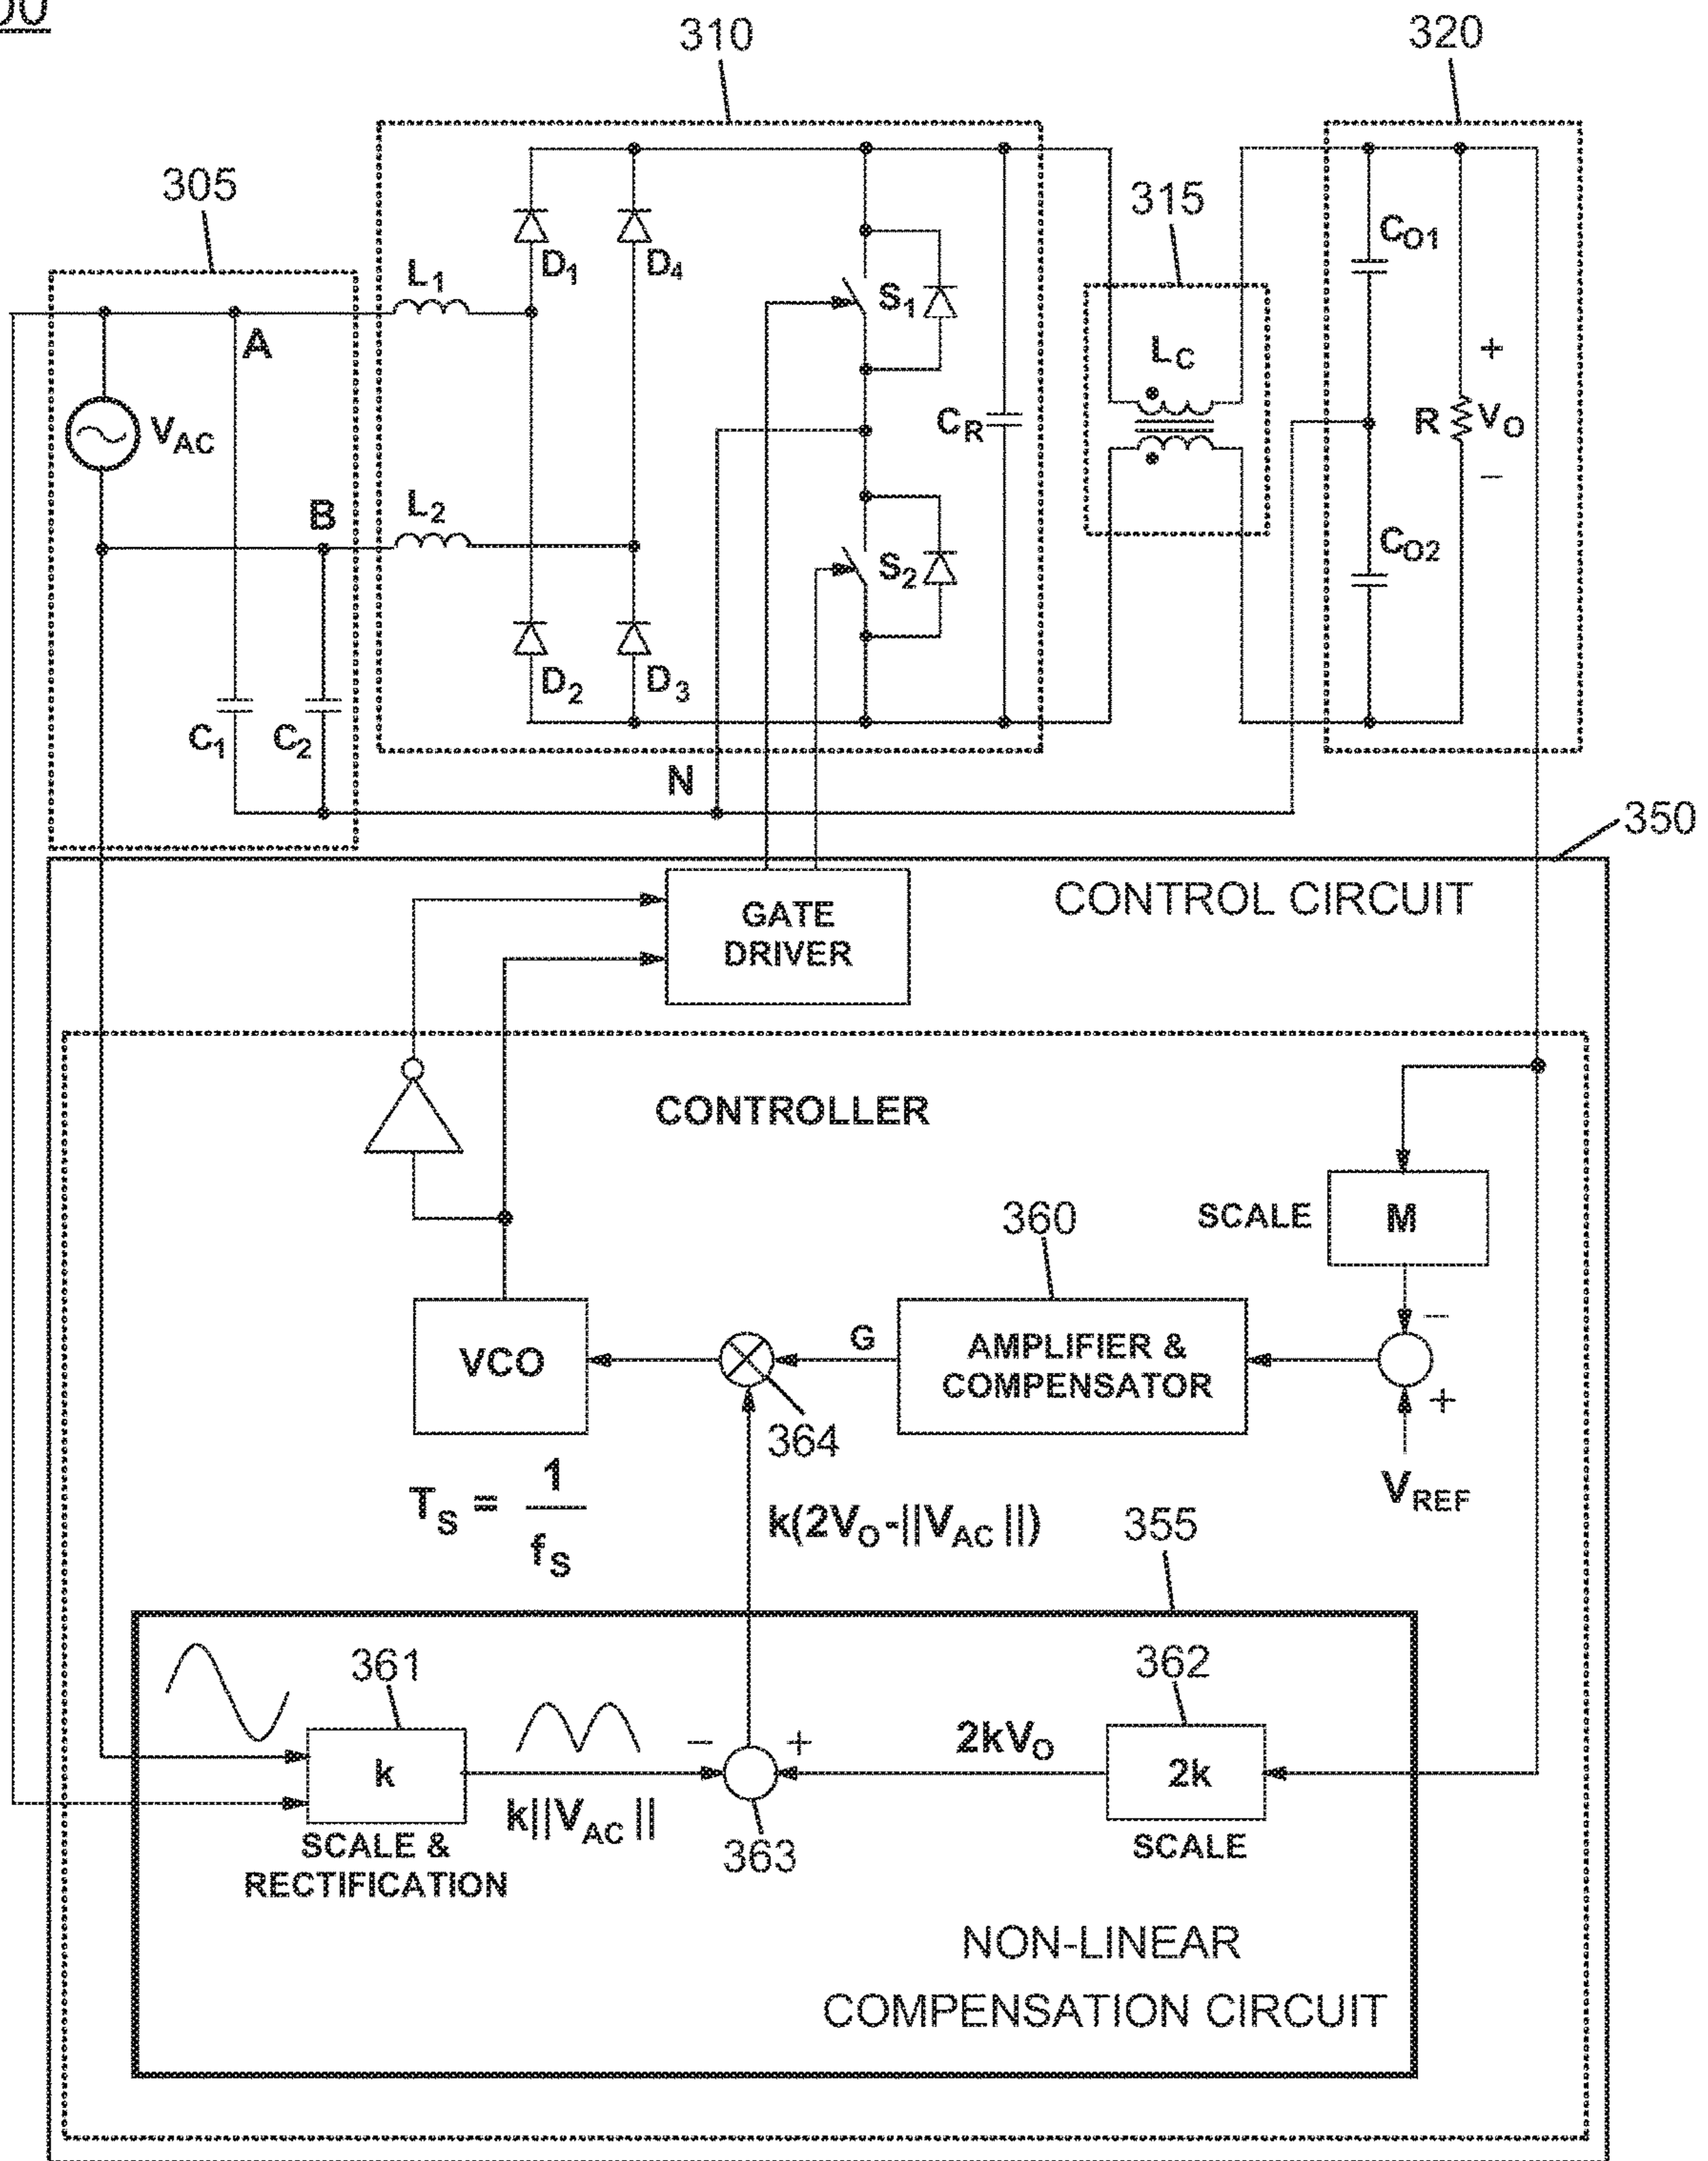 310
320
305
315
L1
D1
D4
S1
CO1
A
LC
VAC
CR
R
+
VO
−
L2
B
S2
CO2
D2
D3
C1
C2
N
350
CONTROL CIRCUIT
GATE
DRIVER
CONTROLLER
360
SCALE
M
−
VCO
G
AMPLIFIER &
COMPENSATOR
+
364
VREF
TS = 1/fS
k(2VO-||VAC||)
355
361
362
k
−
+
2kVO
2k
k||VAC||
SCALE &
RECTIFICATION
363
SCALE
NON-LINEAR
COMPENSATION CIRCUIT